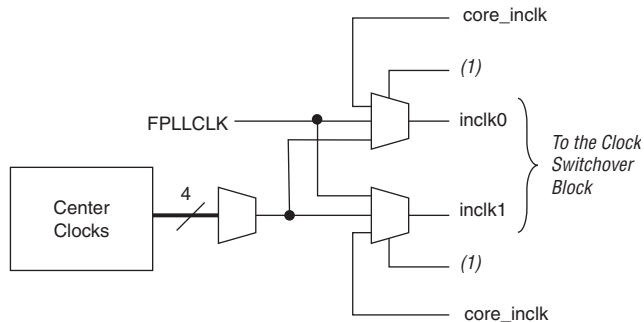 core_inclk
(1)
FPLLCLK
inclk0
To the Clock
Switchover
Block
4
Center
Clocks
inclk1
(1)
core_inclk